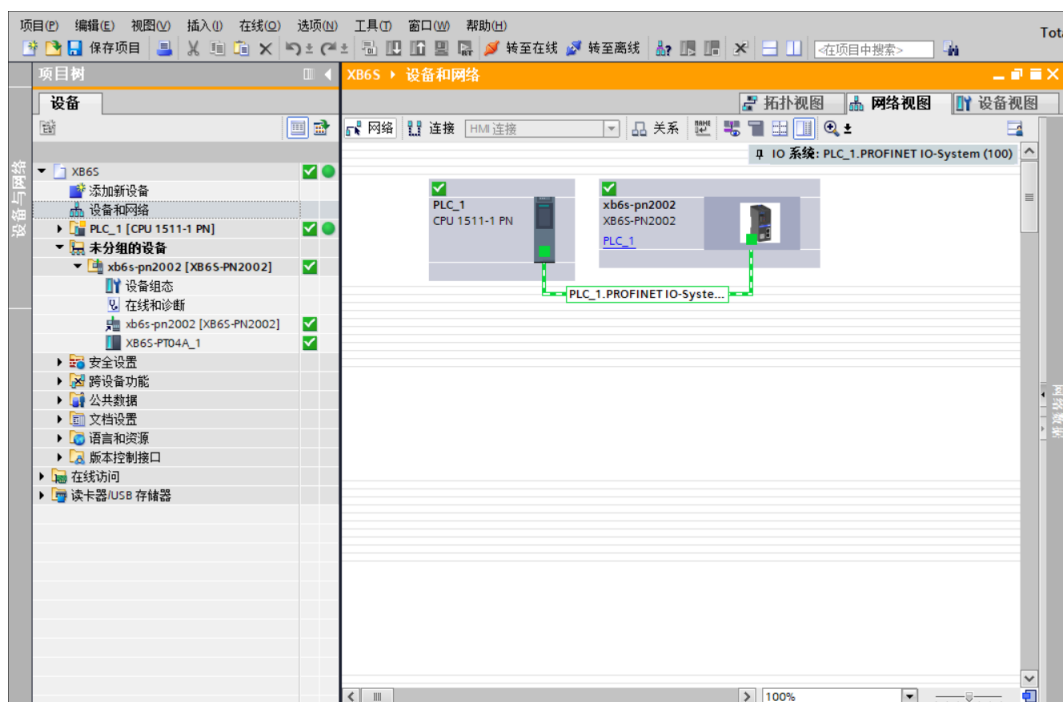 项目(P) 编辑(E) 视图(V) 插入(I) 在线(O) 选项(N) 工具(T) 窗口(W) 帮助(H)
Tota
保存项目 转至在线 转至离线 <在项目中搜索>
项目树
XB6S ▸ 设备和网络
设备
拓扑视图 网络视图 设备视图
网络 连接 HMI 连接 关系
IO 系统: PLC_1.PROFINET IO-System (100)
设备与网络
XB6S
添加新设备
设备和网络
PLC_1 [CPU 1511-1 PN]
未分组的设备
xb6s-pn2002 [XB6S-PN2002]
设备组态
在线和诊断
xb6s-pn2002 [XB6S-PN2002]
XB6S-PT04A_1
安全设置
跨设备功能
公共数据
文档设置
语言和资源
版本控制接口
在线访问
读卡器/USB 存储器
PLC_1
CPU 1511-1 PN
xb6s-pn2002
XB6S-PN2002
PLC_1
PLC_1.PROFINET IO-Syste...
网络数据
100%